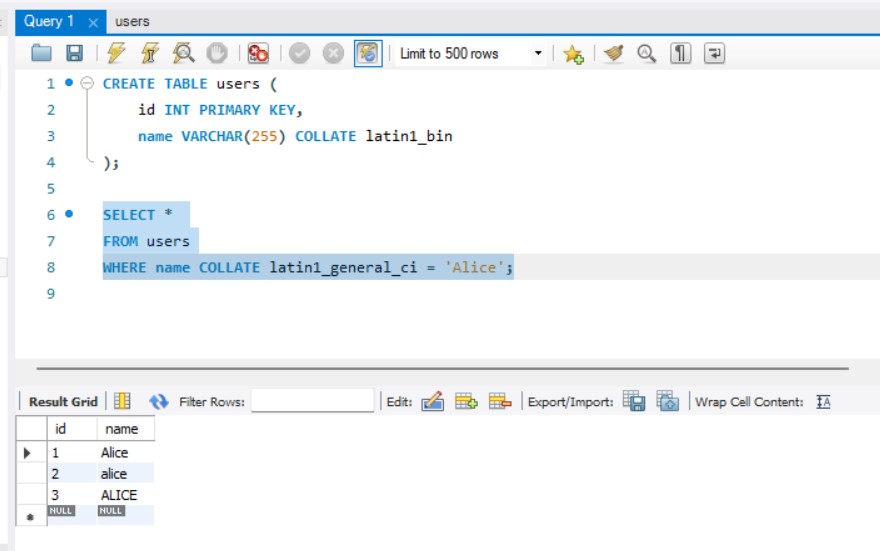 Query 1 × users
Limit to 500 rows
1 CREATE TABLE users (
2 id INT PRIMARY KEY,
3 name VARCHAR(255) COLLATE latin1_bin
4 );
5
6 SELECT *
7 FROM users
8 WHERE name COLLATE latin1_general_ci = 'Alice';
9
Result Grid Filter Rows: Edit: Export/Import: Wrap Cell Content:
id name
1 Alice
2 alice
3 ALICE
NULL NULL